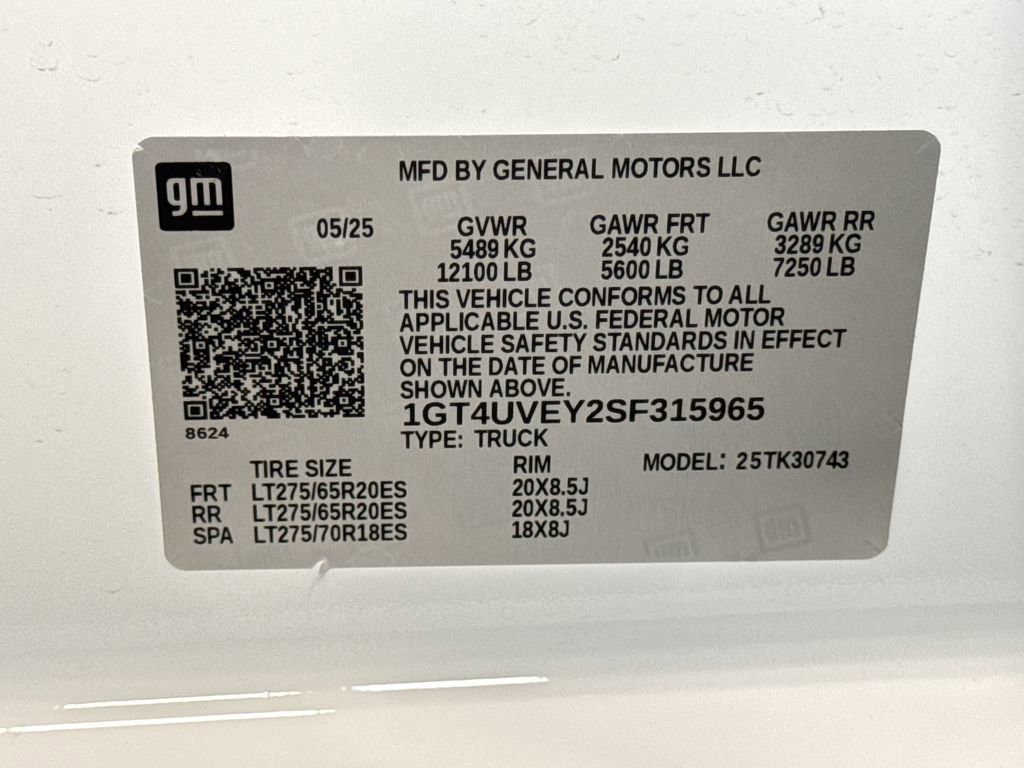 gm
MFD BY GENERAL MOTORS LLC
05/25 GVWR GAWR FRT GAWR RR
5489 KG 2540 KG 3289 KG
12100 LB 5600 LB 7250 LB
THIS VEHICLE CONFORMS TO ALL
APPLICABLE U.S. FEDERAL MOTOR
VEHICLE SAFETY STANDARDS IN EFFECT
ON THE DATE OF MANUFACTURE
SHOWN ABOVE.
1GT4UVEY2SF315965
8624
TYPE: TRUCK
TIRE SIZE RIM MODEL: 25TK30743
FRT LT275/65R20ES 20X8.5J
RR LT275/65R20ES 20X8.5J
SPA LT275/70R18ES 18X8J
gm
gm